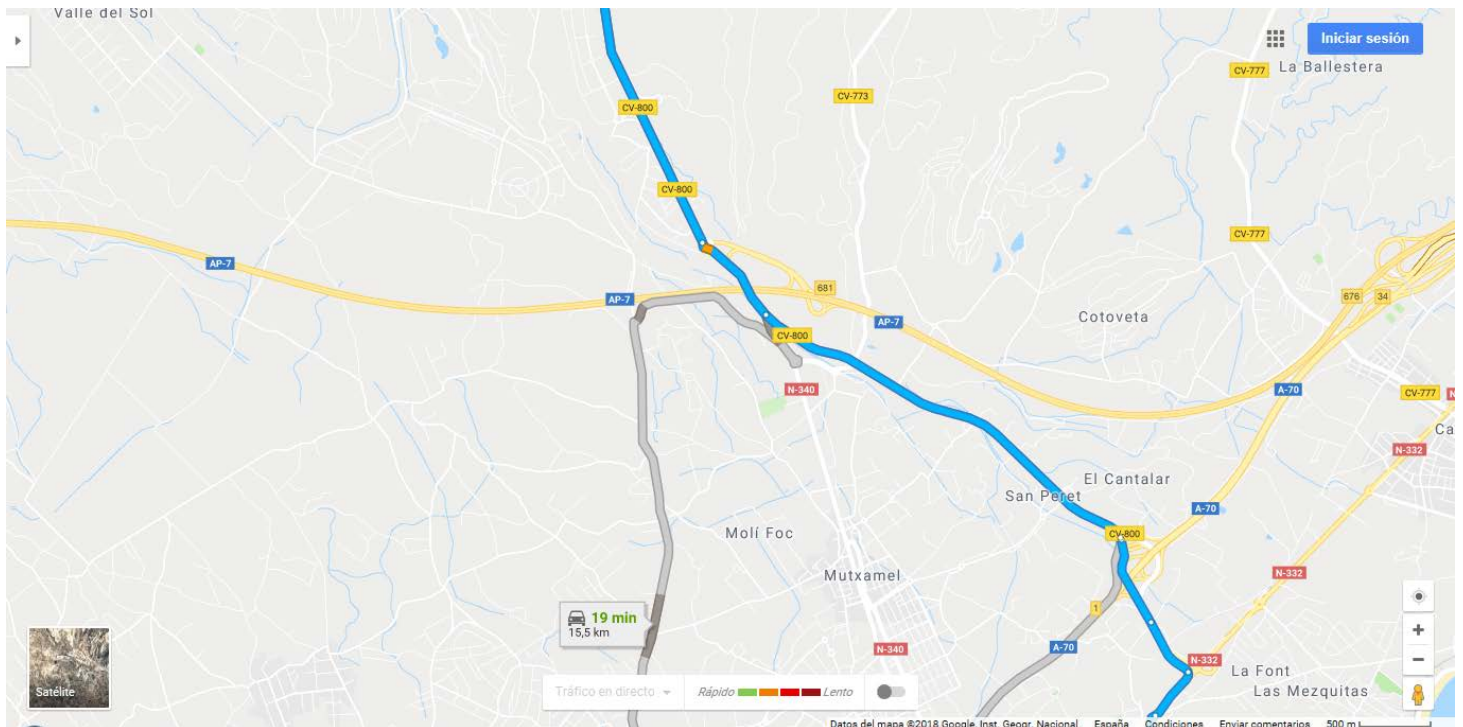 Valle del Sol
Iniciar sesión
CV-777
La Ballestera
CV-773
CV-800
CV-800
CV-777
AP-7
681
676
34
AP-7
Cotoveta
AP-7
CV-800
N-340
A-70
CV-777
N
Ca
N-332
El Cantalar
San Peret
A-70
CV-800
Molí Foc
Mutxamel
N-332
19 min
15,5 km
1
N-340
A-70
N-332
La Font
Las Mezquitas
Satélite
Tráfico en directo
Rápido
Lento
Datos del mapa ©2018 Google, Inst. Geogr. Nacional España Condiciones Enviar comentarios 500 m